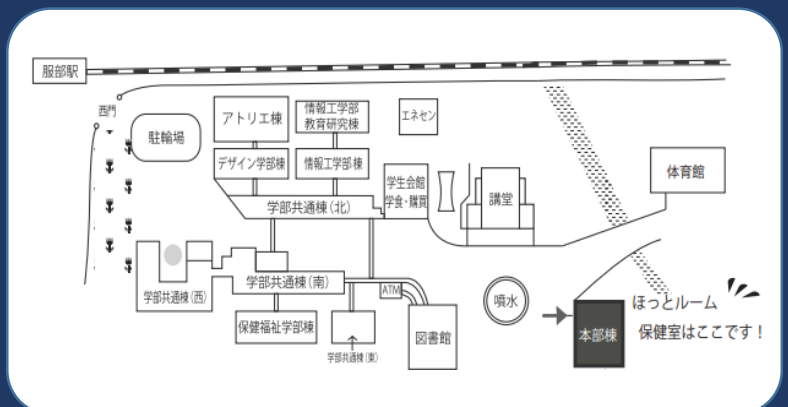 服部駅
西門
駐輪場
アトリエ棟
情報工学部
教育研究棟
エネセン
デザイン学部棟
情報工学部棟
学生会館
学食・購買
講堂
体育館
学部共通棟(北)
学部共通棟(西)
学部共通棟(南)
ATM
噴水
ほっとルーム
保健室はここです！
本部棟
保健福祉学部棟
学部共通棟(東)
図書館